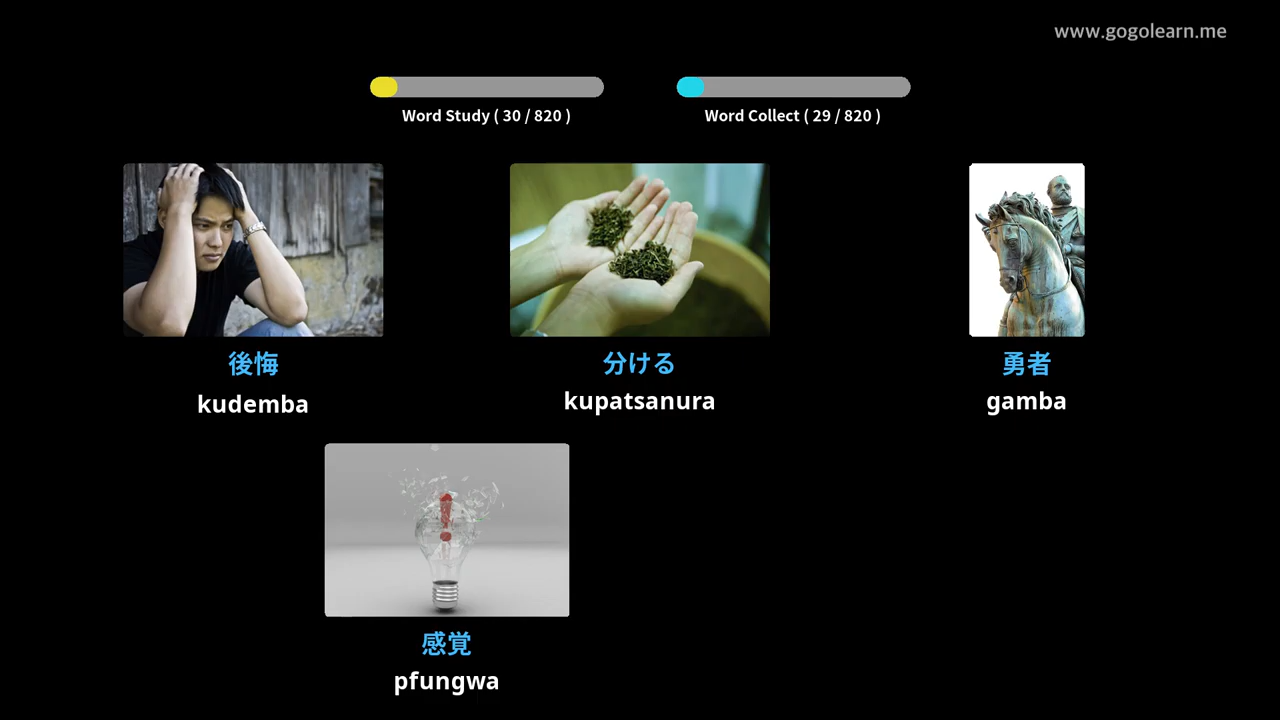 www.gogolearn.me
Word Study ( 30 / 820 )
Word Collect ( 29 / 820 )
後悔
kudemba
分ける
kupatsanura
勇者
gamba
感覚
pfungwa